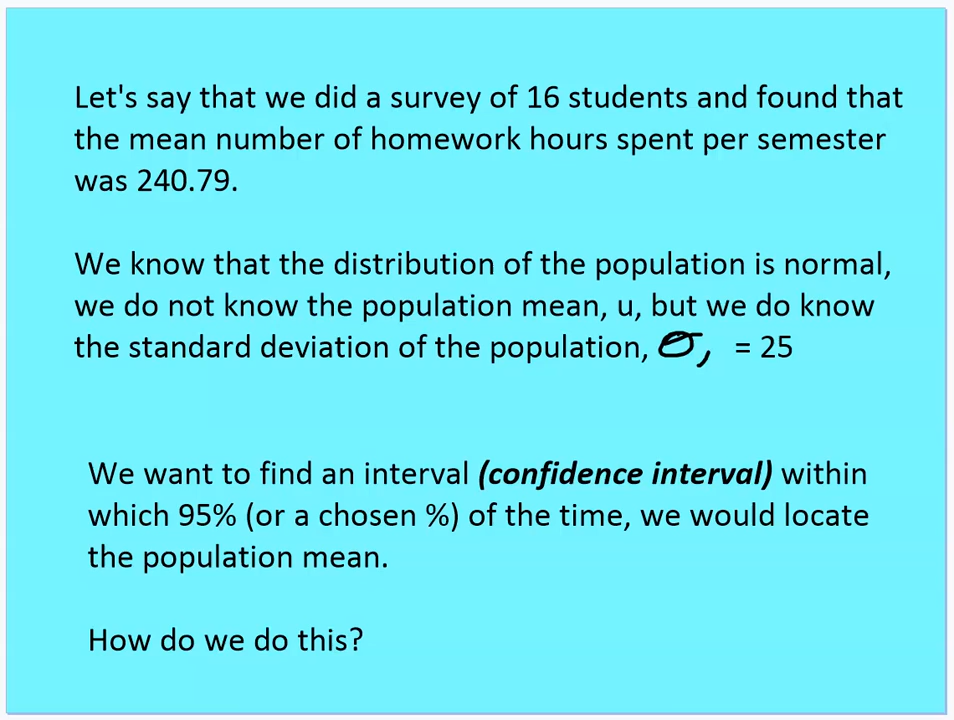 Let's say that we did a survey of 16 students and found that
the mean number of homework hours spent per semester
was 240.79.
We know that the distribution of the population is normal,
we do not know the population mean, u, but we do know
the standard deviation of the population, σ, = 25
We want to find an interval (confidence interval) within
which 95% (or a chosen %) of the time, we would locate
the population mean.
How do we do this?